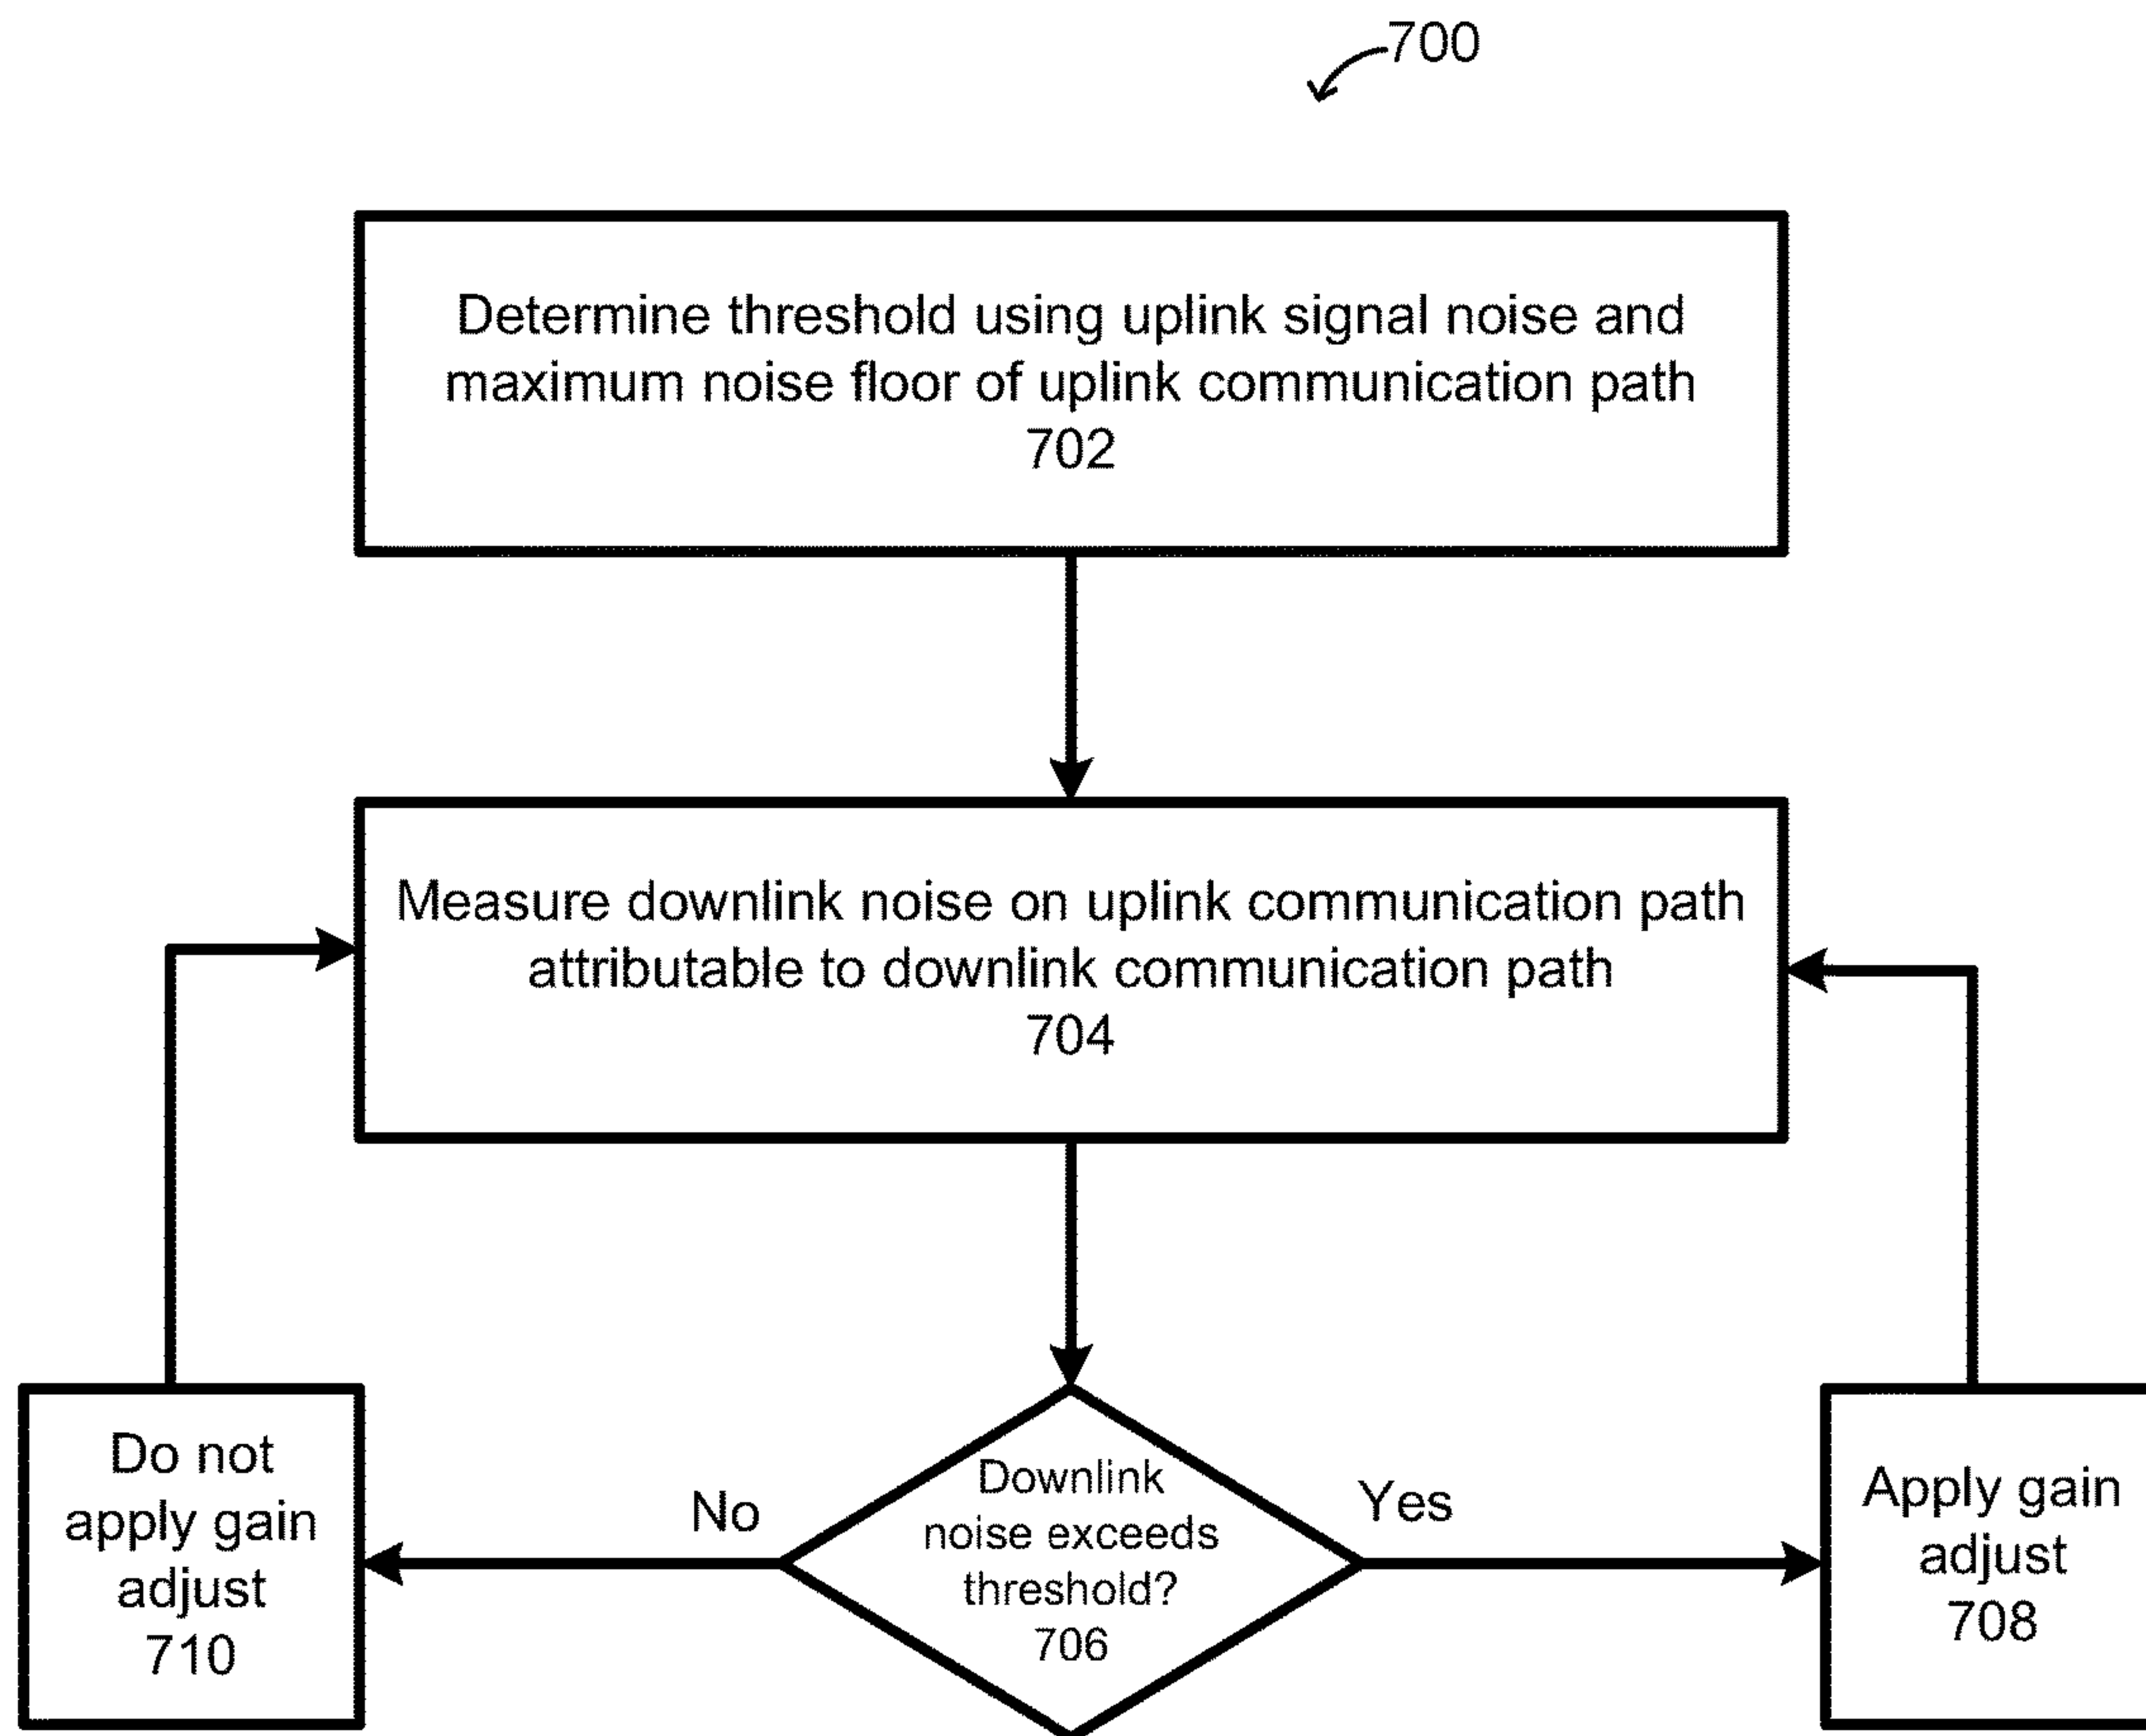 700
Determine threshold using uplink signal noise and
maximum noise floor of uplink communication path
702
Measure downlink noise on uplink communication path
attributable to downlink communication path
704
Do not
apply gain
adjust
710
No
Downlink
noise exceeds
threshold?
706
Yes
Apply gain
adjust
708